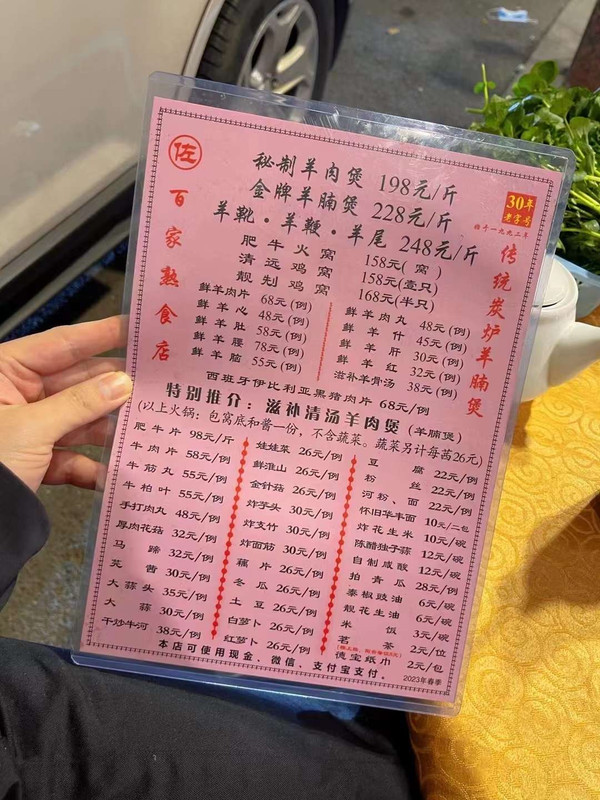 佐
百家熟食店
30年
老字号
始于一九九二年
传统炭炉羊腩煲
秘制羊肉煲 198元/斤
金牌羊腩煲 228元/斤
羊靴·羊鞭·羊尾 248元/斤
肥牛火窝 158元(窝)
清远鸡窝 158元(壹只)
靓先刿鸡窝 168元(半只)
鲜羊肉片 68元(例)
鲜羊心 48元(例)
鲜羊肚 58元(例)
鲜羊腰 78元(例)
鲜羊脑 55元(例)
鲜羊肉丸 48元(例)
鲜羊什 45元(例)
鲜羊肝 30元(例)
鲜羊红 32元(例)
滋补羊骨汤 38元(例)
西班牙伊比利亚黑猪肉片 68元/例
特别推介：滋补清汤羊肉煲(羊腩煲)
(以上火锅：包窝底和酱一份，不含蔬菜。蔬菜另计每茜26元)
肥牛片 98元/斤
牛肉片 58元/例
牛筋丸 55元/例
牛柏叶 55元/例
手打肉丸 48元/例
厚肉花菇 32元/例
马蹄 32元/例
芫茜 30元/例
大蒜头 35元/例
大蒜 30元/例
干炒牛河 38元/例
娃娃菜 26元/例
鲜淮山 26元/例
金针菇 26元/例
炸芋头 30元/例
炸支竹 30元/例
炸面筋 30元/例
藕片 26元/例
冬瓜 26元/例
土豆 26元/例
白萝卜 26元/例
红萝卜 26元/例
豆腐 22元/例
粉丝 22元/例
河粉、面 22元/例
怀旧华丰面 10元/二包
炸花生米 10元/碗
陈醋独子蒜 12元/碗
自制咸酸 12元/碗
拍青瓜 28元/例
泰椒豉油 6元/碗
靓花生油 6元/碗
米饭 3元/碗
茗茶 2元/位
德宝纸巾 2元/包
本店可使用现金、微信、支付宝支付。
2023年春季